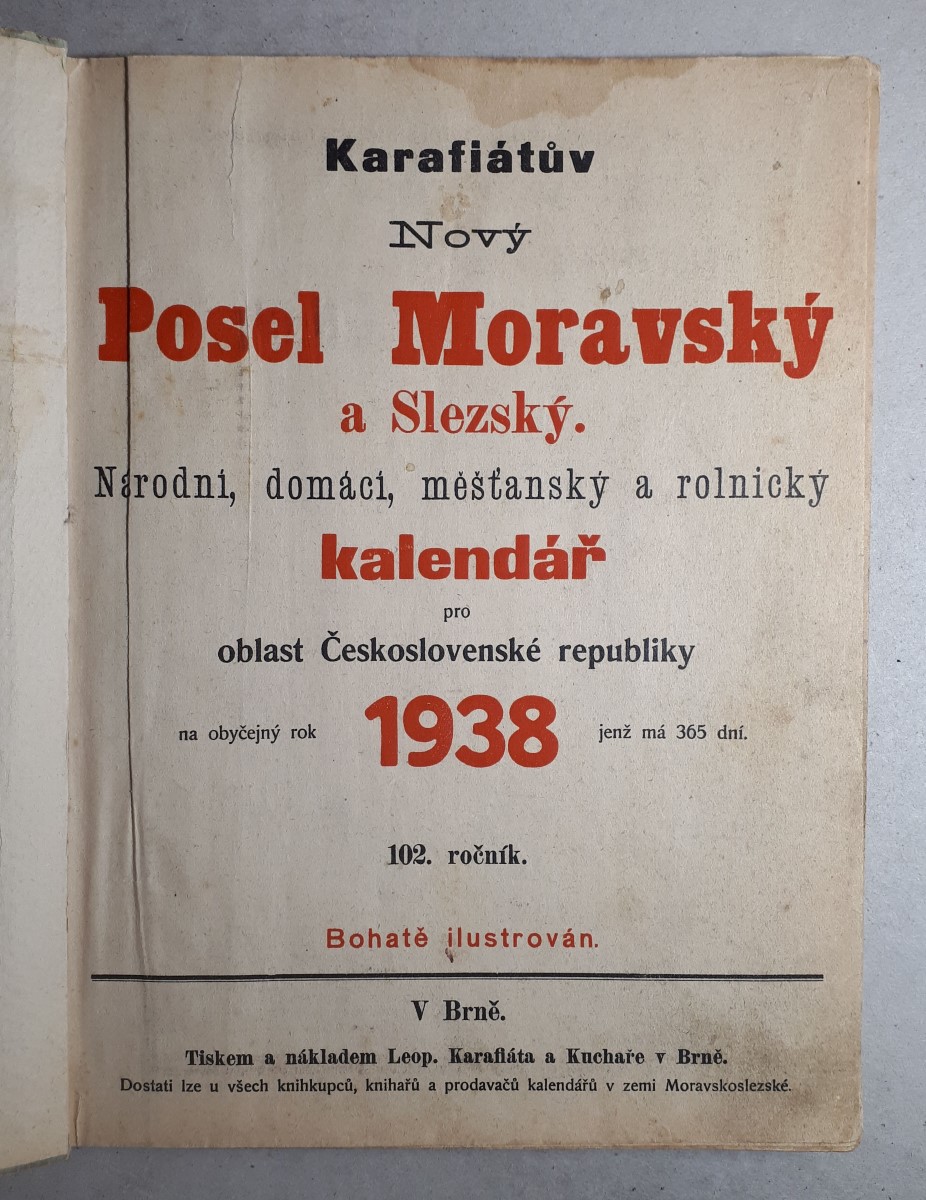 Karafiátův
Nový
Posel Moravský
a Slezský.
Národní, domácí, měšťanský a rolnický
kalendář
pro
oblast Československé republiky
na obyčejný rok 1938 jenž má 365 dní.
102. ročník.
Bohatě ilustrován.
V Brně.
Tiskem a nákladem Leop. Karafiáta a Kuchaře v Brně.
Dostati lze u všech knihkupců, knihařů a prodavačů kalendářů v zemi Moravskoslezské.